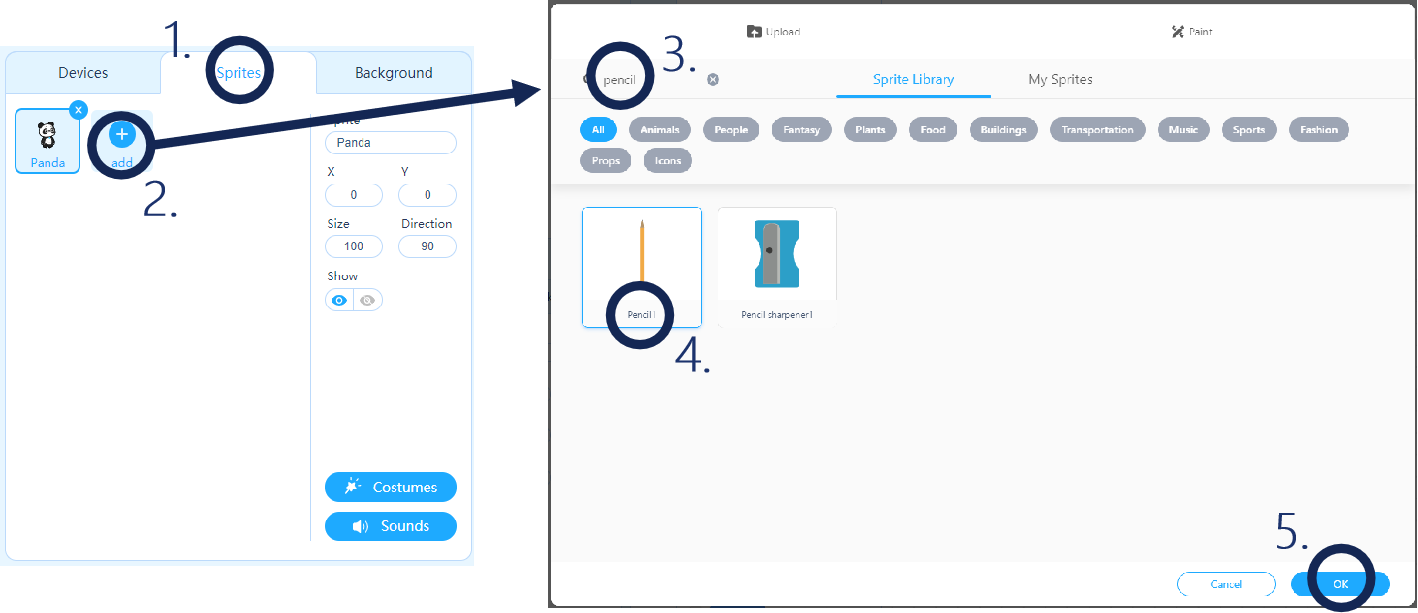 1.
Devices
Sprites
Background
Panda
add
2.
Sprite
Panda
X
Y
0
0
Size
Direction
100
90
Show
Costumes
Sounds
Upload
Paint
3.
pencil
Sprite Library
My Sprites
All
Animals
People
Fantasy
Plants
Food
Buildings
Transportation
Music
Sports
Fashion
Props
Icons
Pencil1
Pencil sharpener1
4.
5.
Cancel
OK